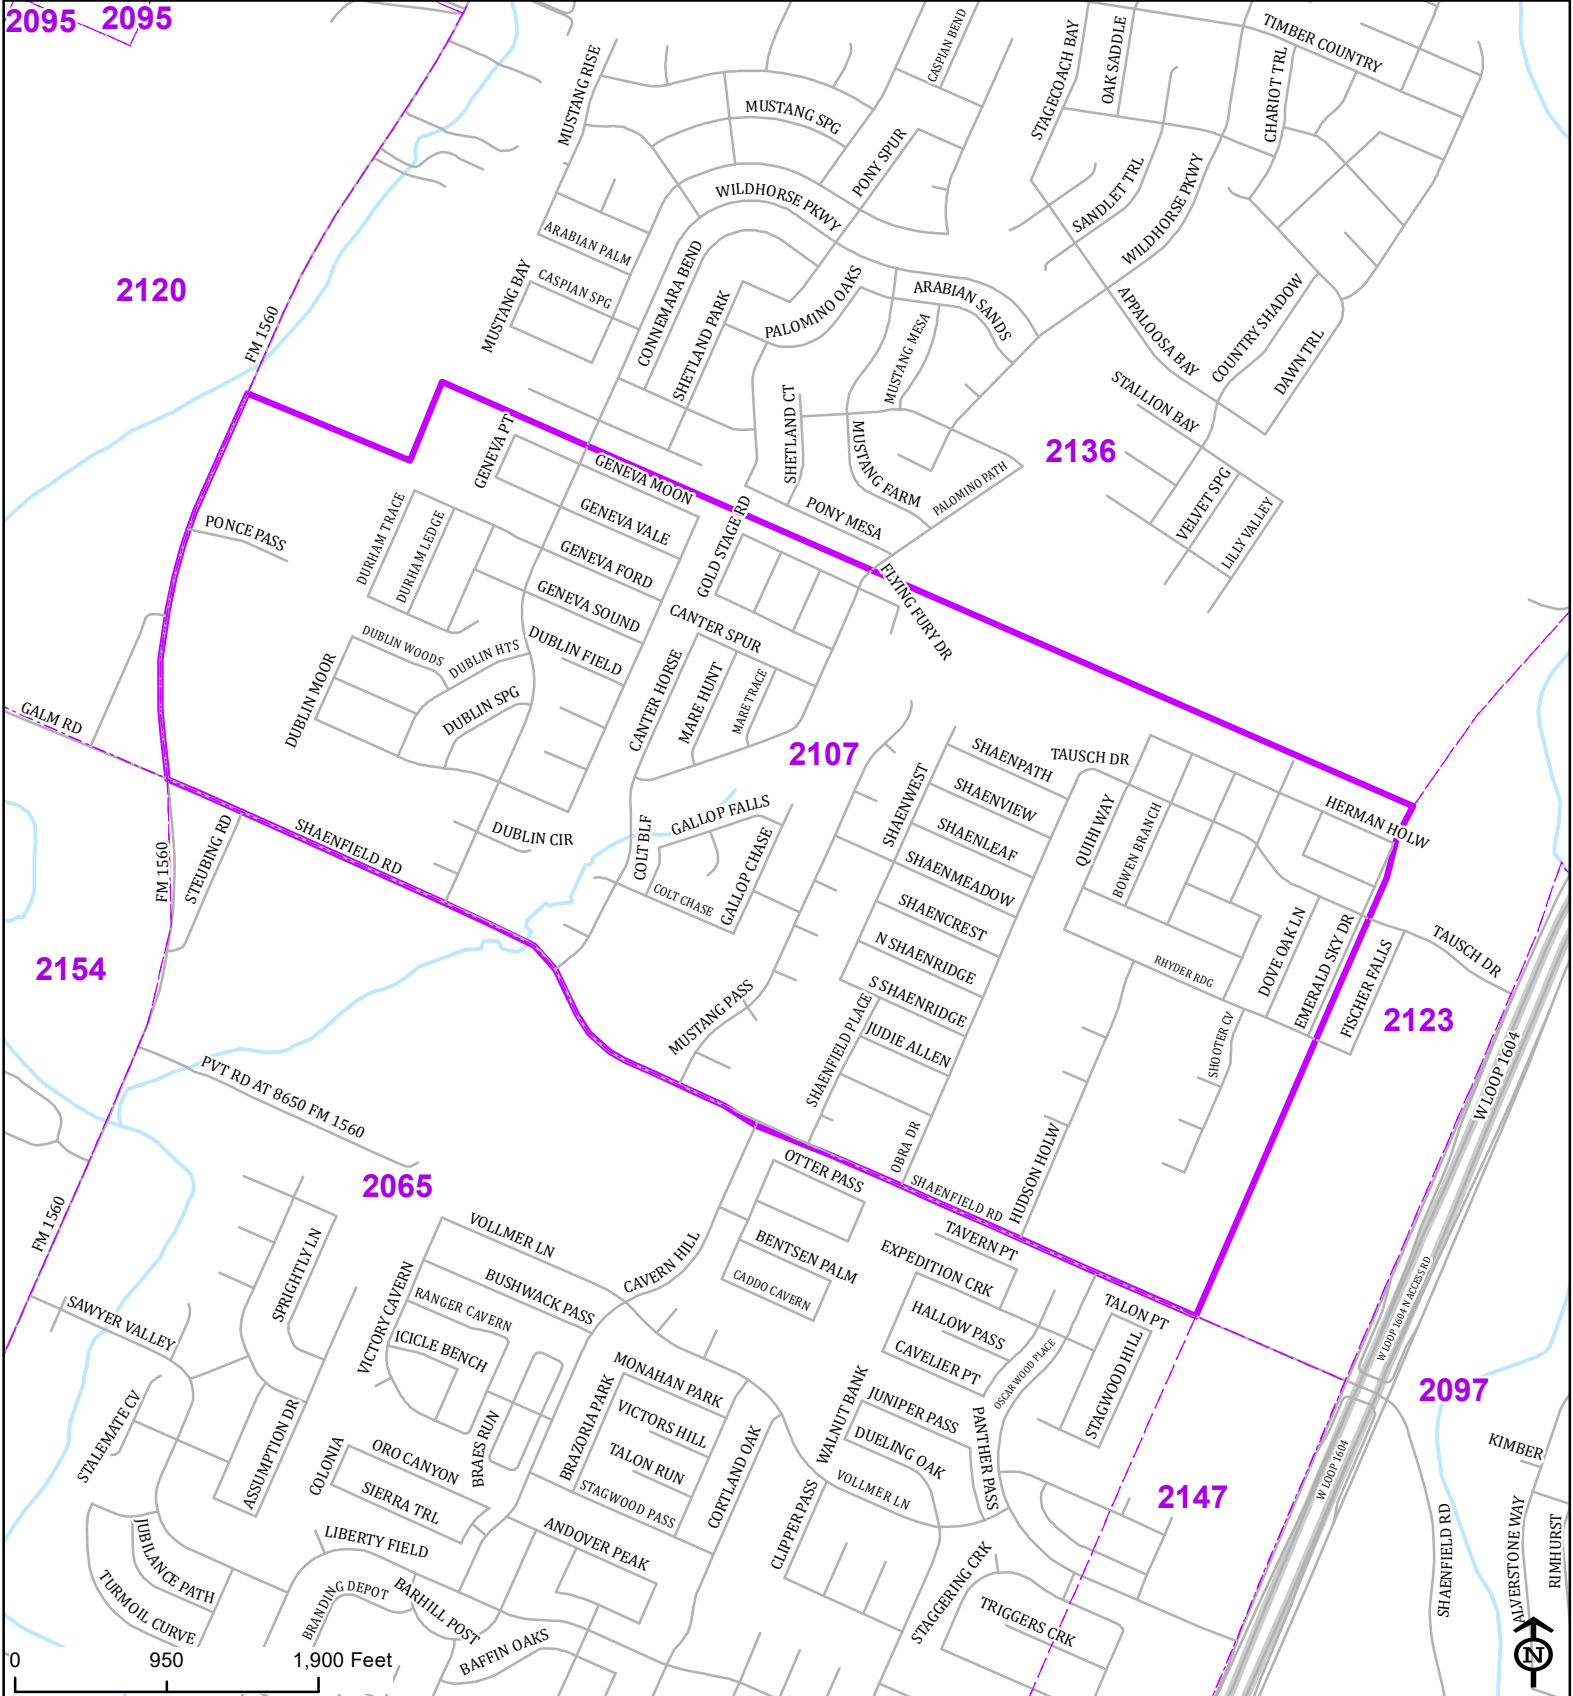 2095
2095
TIMBER COUNTRY
CASPIAN BEND
STAGECOACH BAY
OAK SADDLE
CHARIOT TRL
MUSTANG RISE
MUSTANG SPG
PONY SPUR
WILDHORSE PKWY
SANDLET TRL
WILDHORSE PKWY
ARABIAN PALM
CASPIAN SPG
MUSTANG BAY
CONNEMARA BEND
SHETLAND PARK
PALOMINO OAKS
ARABIAN SANDS
MUSTANG MESA
APPALOOSA BAY
COUNTRY SHADOW
DAWN TRL
2120
FM 1560
STALLION BAY
SHETLAND CT
MUSTANG FARM
PALOMINO PATH
2136
VELVET SPG
LILLY VALLEY
GENEVA PT
GENEVA MOON
PONY MESA
GENEVA VALE
GOLD STAGE RD
DURHAM TRACE
DURHAM LEDGE
PONCE PASS
GENEVA FORD
GENEVA SOUND
FLYING FURY DR
CANTER SPUR
DUBLIN WOODS
DUBLIN HTS
DUBLIN FIELD
DUBLIN MOOR
DUBLIN SPG
CANTER HORSE
MARE HUNT
MARE TRACE
GALM RD
2107
SHAENPATH
TAUSCH DR
SHAENWEST
SHAENVIEW
SHAENLEAF
QUIHI WAY
BOWEN BRANCH
HERMAN HOLW
GALLOP FALLS
COLT BLF
DUBLIN CIR
SHAENFIELD RD
FM 1560
STEUBING RD
COLT CHASE
GALLOP CHASE
SHAENMEADOW
SHAENCREST
N SHAENRIDGE
S SHAENRIDGE
DOVE OAK LN
EMERALD SKY DR
FISCHER FALLS
TAUSCH DR
RHYDER RDG
2154
MUSTANG PASS
SHAENFIELD PLACE
JUDIE ALLEN
SHOOTER CV
2123
W LOOP 1604
PVT RD AT 8650 FM 1560
OBRA DR
HUDSON HOLW
2065
OTTER PASS
SHAENFIELD RD
FM 1560
VOLLMER LN
SPRIGHTLY LN
CAVERN HILL
BENTSEN PALM
CADDO CAVERN
EXPEDITION CRK
TAVERN PT
BUSHWACK PASS
VICTORY CAVERN
RANGER CAVERN
ICICLE BENCH
SAWYER VALLEY
HALLOW PASS
CAVELIER PT
OSCAR WOOD PLACE
TALON PT
STAGWOOD HILL
W LOOP 1604 N ACCESS RD
2097
STALEMATE CV
ASSUMPTION DR
COLONIA
ORO CANYON
SIERRA TRL
BRAES RUN
BRAZORIA PARK
MONAHAN PARK
VICTORS HILL
TALON RUN
STAGWOOD PASS
CORTLAND OAK
WALNUT BANK
JUNIPER PASS
DUELING OAK
VOLLMER LN
PANTHER PASS
KIMBER
2147
W LOOP 1604
CLIPPER PASS
ANDOVER PEAK
LIBERTY FIELD
JUBILANCE PATH
TURMOIL CURVE
BRANDING DEPOT
BARHILL POST
BAFFIN OAKS
STAGGERING CRK
TRIGGERS CRK
SHAENFIELD RD
ALVERSTONE WAY
RIMHURST
0 950 1,900 Feet
N